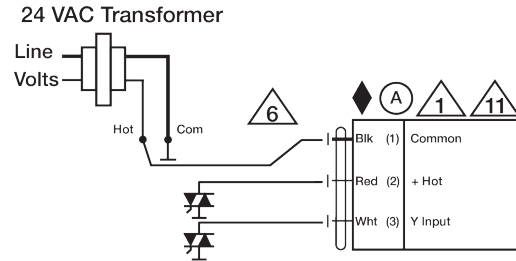 24 VAC Transformer
Line
Volts
Hot
Com
6
A
1
11
Blk (1) Common
Red (2) + Hot
Wht (3) Y Input